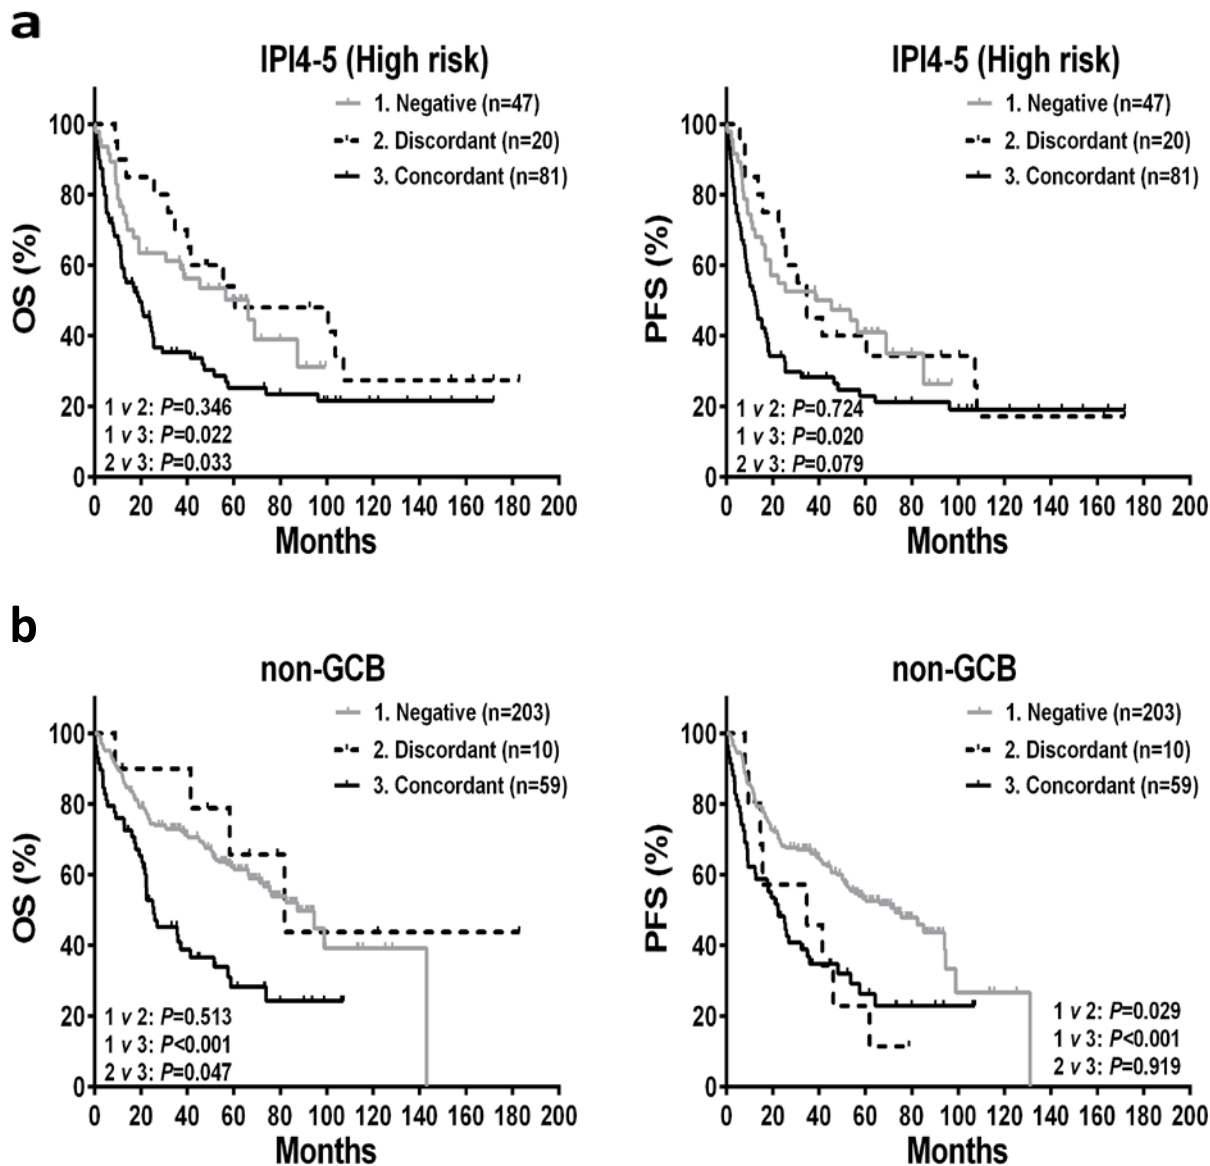 a
IPI4-5 (High risk)
1. Negative (n=47)
2. Discordant (n=20)
3. Concordant (n=81)
OS (%)
100
80
60
40
20
0
1 v 2: P=0.346
1 v 3: P=0.022
2 v 3: P=0.033
0 20 40 60 80 100 120 140 160 180 200
Months
IPI4-5 (High risk)
1. Negative (n=47)
2. Discordant (n=20)
3. Concordant (n=81)
PFS (%)
100
80
60
40
20
0
1 v 2: P=0.724
1 v 3: P=0.020
2 v 3: P=0.079
0 20 40 60 80 100 120 140 160 180 200
Months
b
non-GCB
1. Negative (n=203)
2. Discordant (n=10)
3. Concordant (n=59)
OS (%)
100
80
60
40
20
0
1 v 2: P=0.513
1 v 3: P<0.001
2 v 3: P=0.047
0 20 40 60 80 100 120 140 160 180 200
Months
non-GCB
1. Negative (n=203)
2. Discordant (n=10)
3. Concordant (n=59)
PFS (%)
100
80
60
40
20
0
1 v 2: P=0.029
1 v 3: P<0.001
2 v 3: P=0.919
0 20 40 60 80 100 120 140 160 180 200
Months